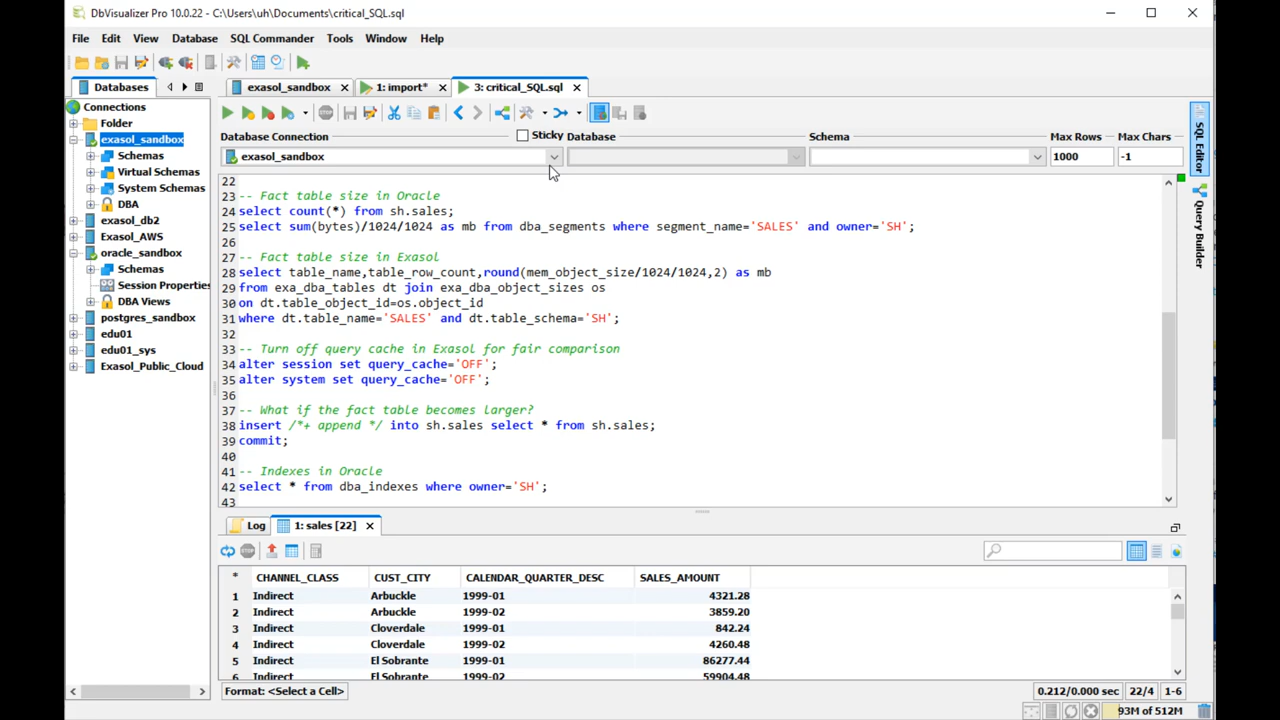 DbVisualizer Pro 10.0.22 - C:\Users\uh\Documents\critical_SQL.sql
File Edit View Database SQL Commander Tools Window Help
Databases
exasol_sandbox
1: import*
3: critical_SQL.sql
Connections
Folder
exasol_sandbox
Schemas
Virtual Schemas
System Schemas
DBA
exasol_db2
Exasol_AWS
oracle_sandbox
Schemas
Session Properties
DBA Views
postgres_sandbox
edu01
edu01_sys
Exasol_Public_Cloud
Database Connection Sticky Database Schema Max Rows Max Chars
exasol_sandbox 1000 -1
22
23 -- Fact table size in Oracle
24 select count(*) from sh.sales;
25 select sum(bytes)/1024/1024 as mb from dba_segments where segment_name='SALES' and owner='SH';
26
27 -- Fact table size in Exasol
28 select table_name,table_row_count,round(mem_object_size/1024/1024,2) as mb
29 from exa_dba_tables dt join exa_dba_object_sizes os
30 on dt.table_object_id=os.object_id
31 where dt.table_name='SALES' and dt.table_schema='SH';
32
33 -- Turn off query cache in Exasol for fair comparison
34 alter session set query_cache='OFF';
35 alter system set query_cache='OFF';
36
37 -- What if the fact table becomes larger?
38 insert /*+ append */ into sh.sales select * from sh.sales;
39 commit;
40
41 -- Indexes in Oracle
42 select * from dba_indexes where owner='SH';
43
SQL Editor
Query Builder
Log
1: sales [22]
* CHANNEL_CLASS CUST_CITY CALENDAR_QUARTER_DESC SALES_AMOUNT
1 Indirect Arbuckle 1999-01 4321.28
2 Indirect Arbuckle 1999-02 3859.20
3 Indirect Cloverdale 1999-01 842.24
4 Indirect Cloverdale 1999-02 4260.48
5 Indirect El Sobrante 1999-01 86277.44
6 Indirect El Sobrante 1999-02 59904.48
Format: <Select a Cell> 0.212/0.000 sec 22/4 1-6
93M of 512M